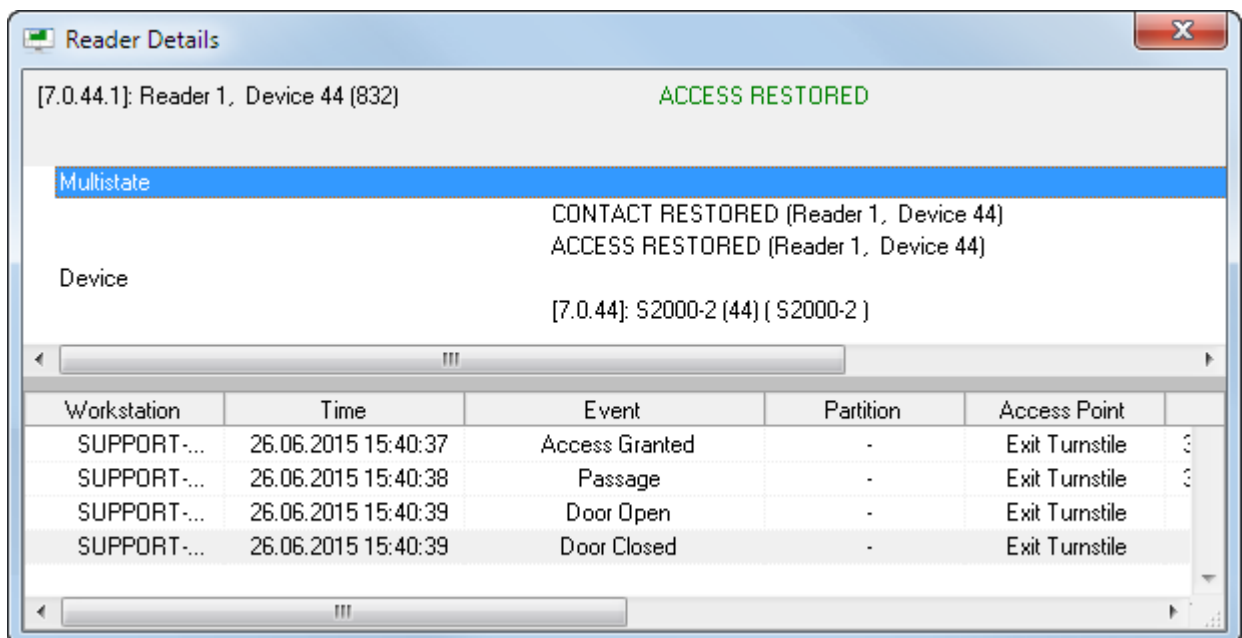 Reader Details
[7.0.44.1]: Reader 1, Device 44 (832) ACCESS RESTORED
Multistate
CONTACT RESTORED (Reader 1, Device 44)
ACCESS RESTORED (Reader 1, Device 44)
Device
[7.0.44]: S2000-2 (44) ( S2000-2 )
Workstation Time Event Partition Access Point
SUPPORT-... 26.06.2015 15:40:37 Access Granted - Exit Turnstile
SUPPORT-... 26.06.2015 15:40:38 Passage - Exit Turnstile
SUPPORT-... 26.06.2015 15:40:39 Door Open - Exit Turnstile
SUPPORT-... 26.06.2015 15:40:39 Door Closed - Exit Turnstile